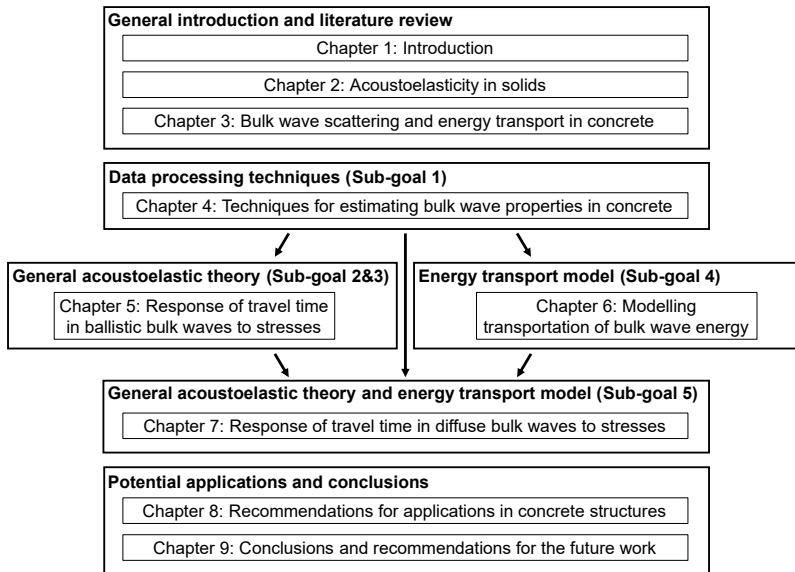 General introduction and literature review
Chapter 1: Introduction
Chapter 2: Acoustoelasticity in solids
Chapter 3: Bulk wave scattering and energy transport in concrete
Data processing techniques (Sub-goal 1)
Chapter 4: Techniques for estimating bulk wave properties in concrete
General acoustoelastic theory (Sub-goal 2&3)
Chapter 5: Response of travel time
in ballistic bulk waves to stresses
Energy transport model (Sub-goal 4)
Chapter 6: Modelling
transportation of bulk wave energy
General acoustoelastic theory and energy transport model (Sub-goal 5)
Chapter 7: Response of travel time in diffuse bulk waves to stresses
Potential applications and conclusions
Chapter 8: Recommendations for applications in concrete structures
Chapter 9: Conclusions and recommendations for the future work